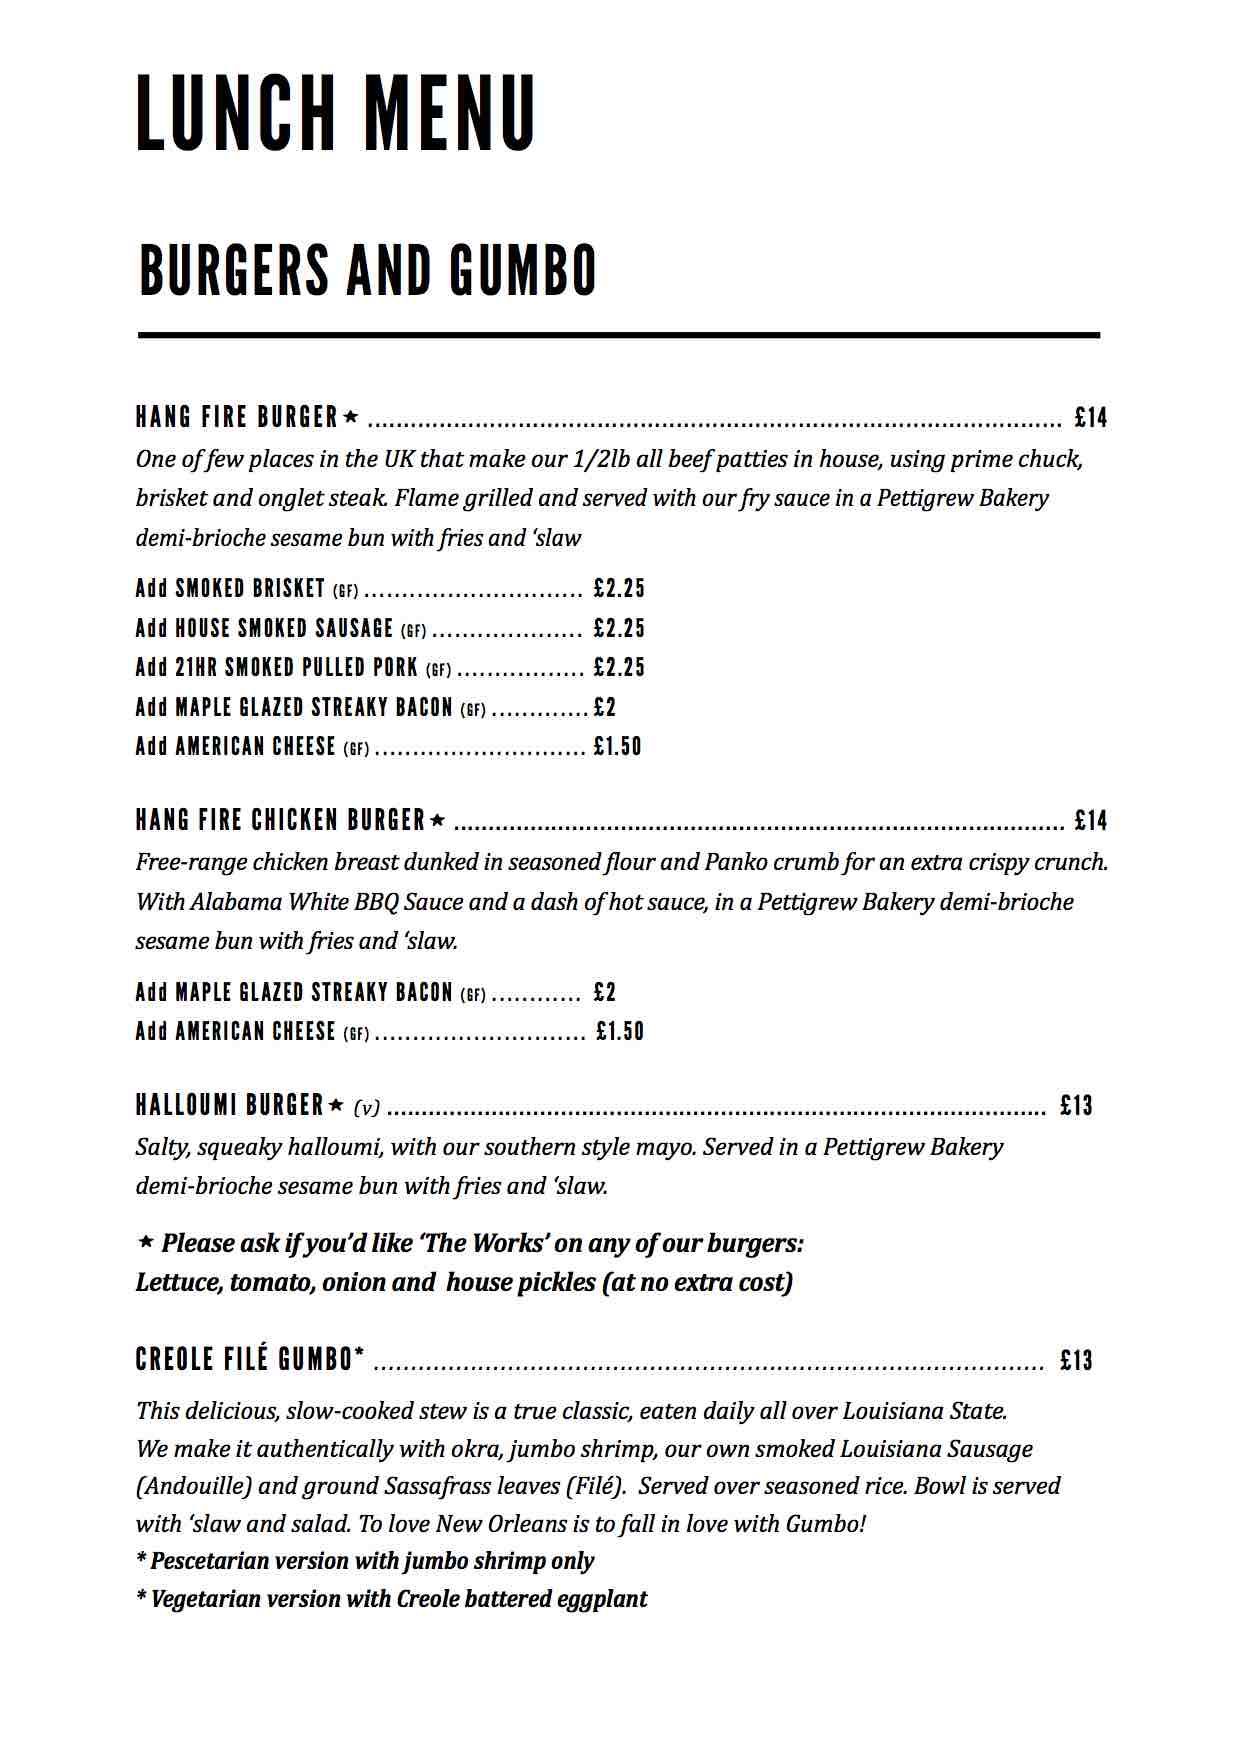 LUNCH MENU
BURGERS AND GUMBO
HANG FIRE BURGER★ ........................................................................................ £14
One of few places in the UK that make our 1/2lb all beef patties in house, using prime chuck,
brisket and onglet steak. Flame grilled and served with our fry sauce in a Pettigrew Bakery
demi-brioche sesame bun with fries and ‘slaw
Add SMOKED BRISKET (GF) ............................. £2.25
Add HOUSE SMOKED SAUSAGE (GF) .................... £2.25
Add 21HR SMOKED PULLED PORK (GF) ................. £2.25
Add MAPLE GLAZED STREAKY BACON (GF) ............. £2
Add AMERICAN CHEESE (GF) ............................ £1.50
HANG FIRE CHICKEN BURGER★ ........................................................................................ £14
Free-range chicken breast dunked in seasoned flour and Panko crumb for an extra crispy crunch.
With Alabama White BBQ Sauce and a dash of hot sauce, in a Pettigrew Bakery demi-brioche
sesame bun with fries and ‘slaw.
Add MAPLE GLAZED STREAKY BACON (GF) ............ £2
Add AMERICAN CHEESE (GF) ............................ £1.50
HALLOUMI BURGER★ (v) ........................................................................................ £13
Salty, squeaky halloumi, with our southern style mayo. Served in a Pettigrew Bakery
demi-brioche sesame bun with fries and ‘slaw.
★ Please ask if you’d like ‘The Works’ on any of our burgers:
Lettuce, tomato, onion and house pickles (at no extra cost)
CREOLE FILÉ GUMBO* ........................................................................................ £13
This delicious, slow-cooked stew is a true classic, eaten daily all over Louisiana State.
We make it authentically with okra, jumbo shrimp, our own smoked Louisiana Sausage
(Andouille) and ground Sassafrass leaves (Filé). Served over seasoned rice. Bowl is served
with ‘slaw and salad. To love New Orleans is to fall in love with Gumbo!
* Pescetarian version with jumbo shrimp only
* Vegetarian version with Creole battered eggplant